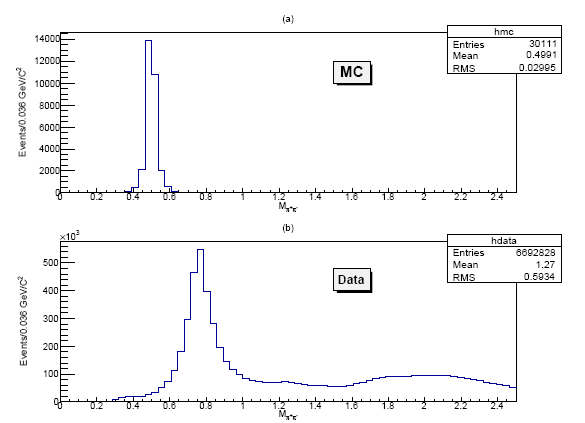 (a)
hmc
Entries 30111
Mean 0.4991
RMS 0.02995
MC
Events/0.036 GeV/C²
14000
12000
10000
8000
6000
4000
2000
0
0 0.2 0.4 0.6 0.8 1 1.2 1.4 1.6 1.8 2 2.2 2.4
M
(b)
×10³
hdata
Entries 6692828
Mean 1.27
RMS 0.5934
Data
Events/0.036 GeV/C²
500
400
300
200
100
0
0 0.2 0.4 0.6 0.8 1 1.2 1.4 1.6 1.8 2 2.2 2.4
M